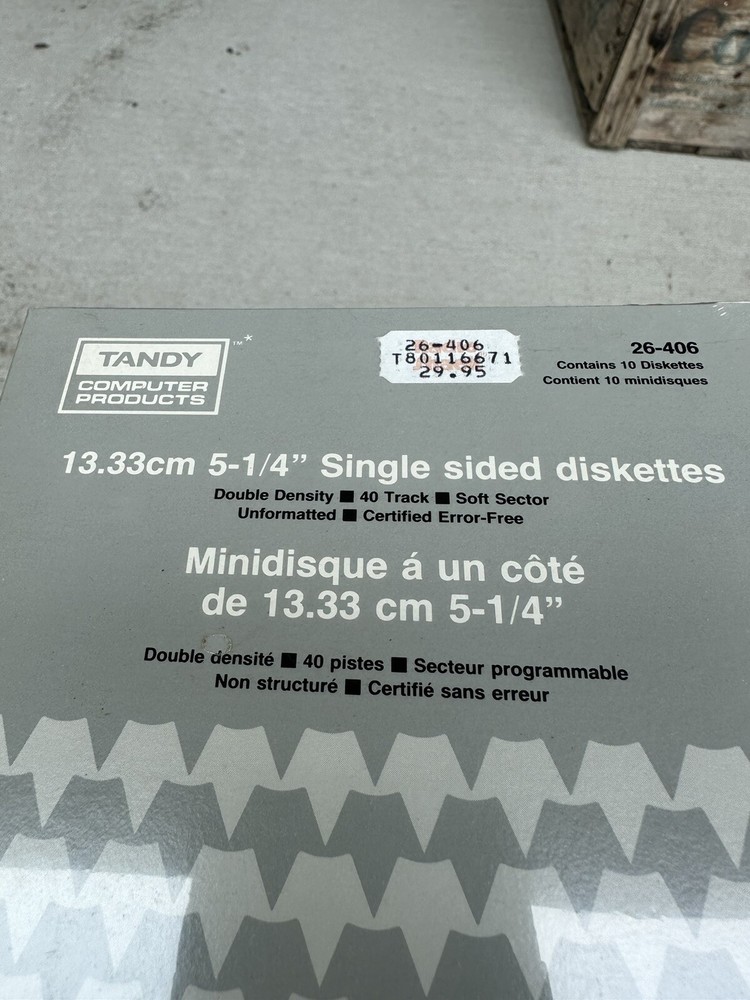 TANDY
™*
COMPUTER
PRODUCTS
26-406
T80116671
29.95
26-406
Contains 10 Diskettes
Contient 10 minidisques
13.33cm 5-1/4” Single sided diskettes
Double Density ■ 40 Track ■ Soft Sector
Unformatted ■ Certified Error-Free
Minidisque á un côté
de 13.33 cm 5-1/4”
Double densité ■ 40 pistes ■ Secteur programmable
Non structuré ■ Certifié sans erreur